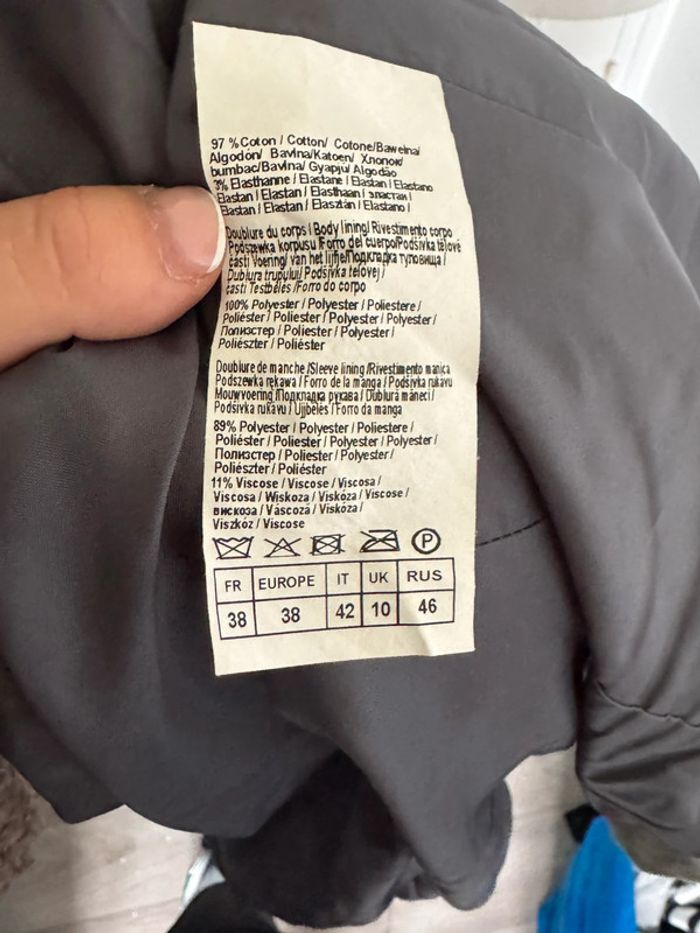 97 %Coton / Cotton/ Cotone/Bawełna/
Algodón/ Bavlna/Katoen/ Хлопок/
bumbac/Bavlna/ Gyapju/ Algodão
3% Elasthanne / Elastane / Elastan / Elastano
Elastan / Elastan / Elasthaan / эластан /
Elastan / Elastan / Elasztán / Elastano /
Doublure du corps / Body lining/ Rivestimento corpo
Podszewka korpusu /Forro del cuerpo/Podšívka tělové
části Voering/ van het lijfje/Подкладка туловища /
Dublura trupului/ Podšívka telovej /
časti Testbélés /Forro do corpo
100% Polyester / Polyester / Poliestere /
Poliéster / Poliester / Polyester / Polyester /
Полиэстер / Poliester / Polyester /
Poliészter / Poliéster
Doublure de manche /Sleeve lining /Rivestimento manica
Podszewka rękawa / Forro de la manga / Podšívka rukávu
Mouwvoering /Подкладка рукава / Dublură mâneci /
Podšívka rukávu / Ujjbélés / Forro da manga
89% Polyester / Polyester / Poliestere /
Poliéster / Poliester / Polyester / Polyester /
Полиэстер / Poliester / Polyester /
Poliészter / Poliéster
11% Viscose / Viscose / Viscosa /
Viscosa / Wiskoza / Viskóza / Viscose /
вискоза / Vâscoză / Viskóza /
Viszkóz / Viscose
P
FR EUROPE IT UK RUS
38 38 42 10 46